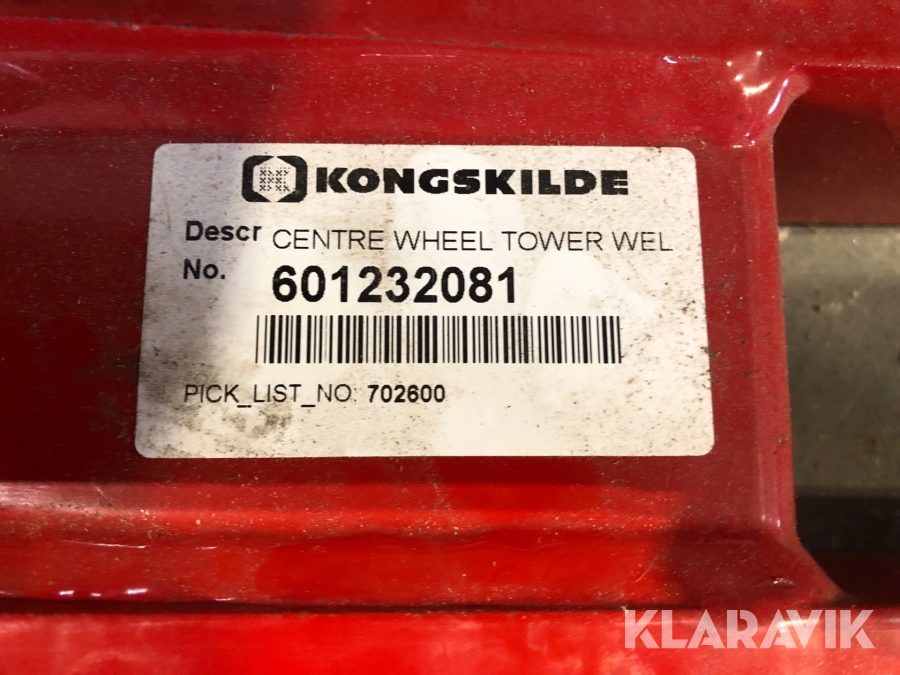 KONGSKILDE
Descr CENTRE WHEEL TOWER WEL
No. 601232081
PICK_LIST_NO: 702600
KLARAVIK